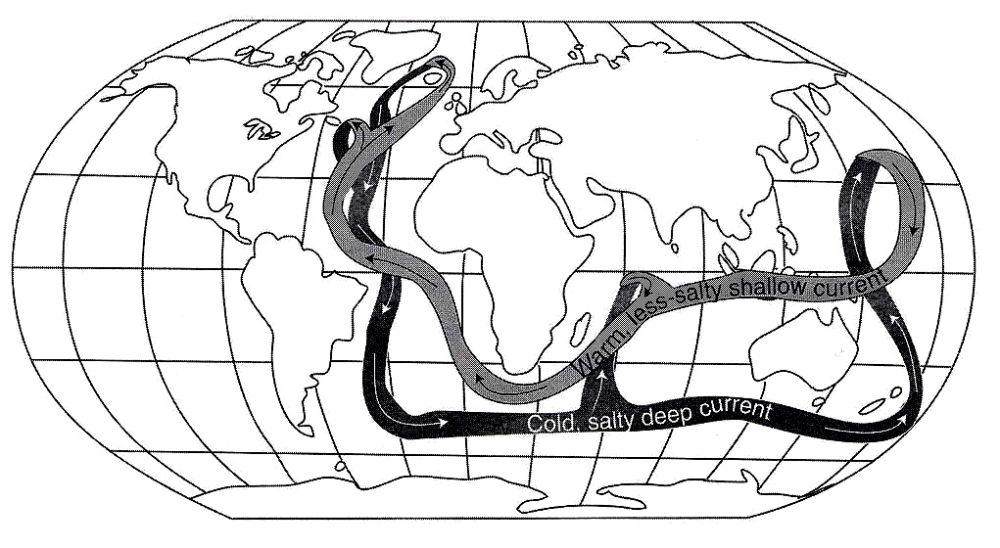 Warm, less-salty shallow current
Cold, salty deep current